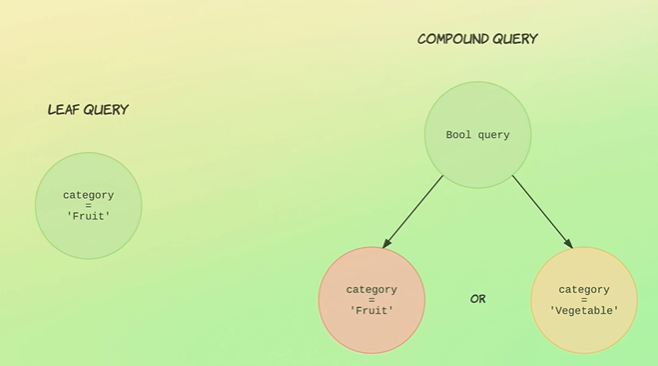 LEAF QUERY
category
=
'Fruit'
COMPOUND QUERY
Bool query
category
=
'Fruit'
OR
category
=
'Vegetable'